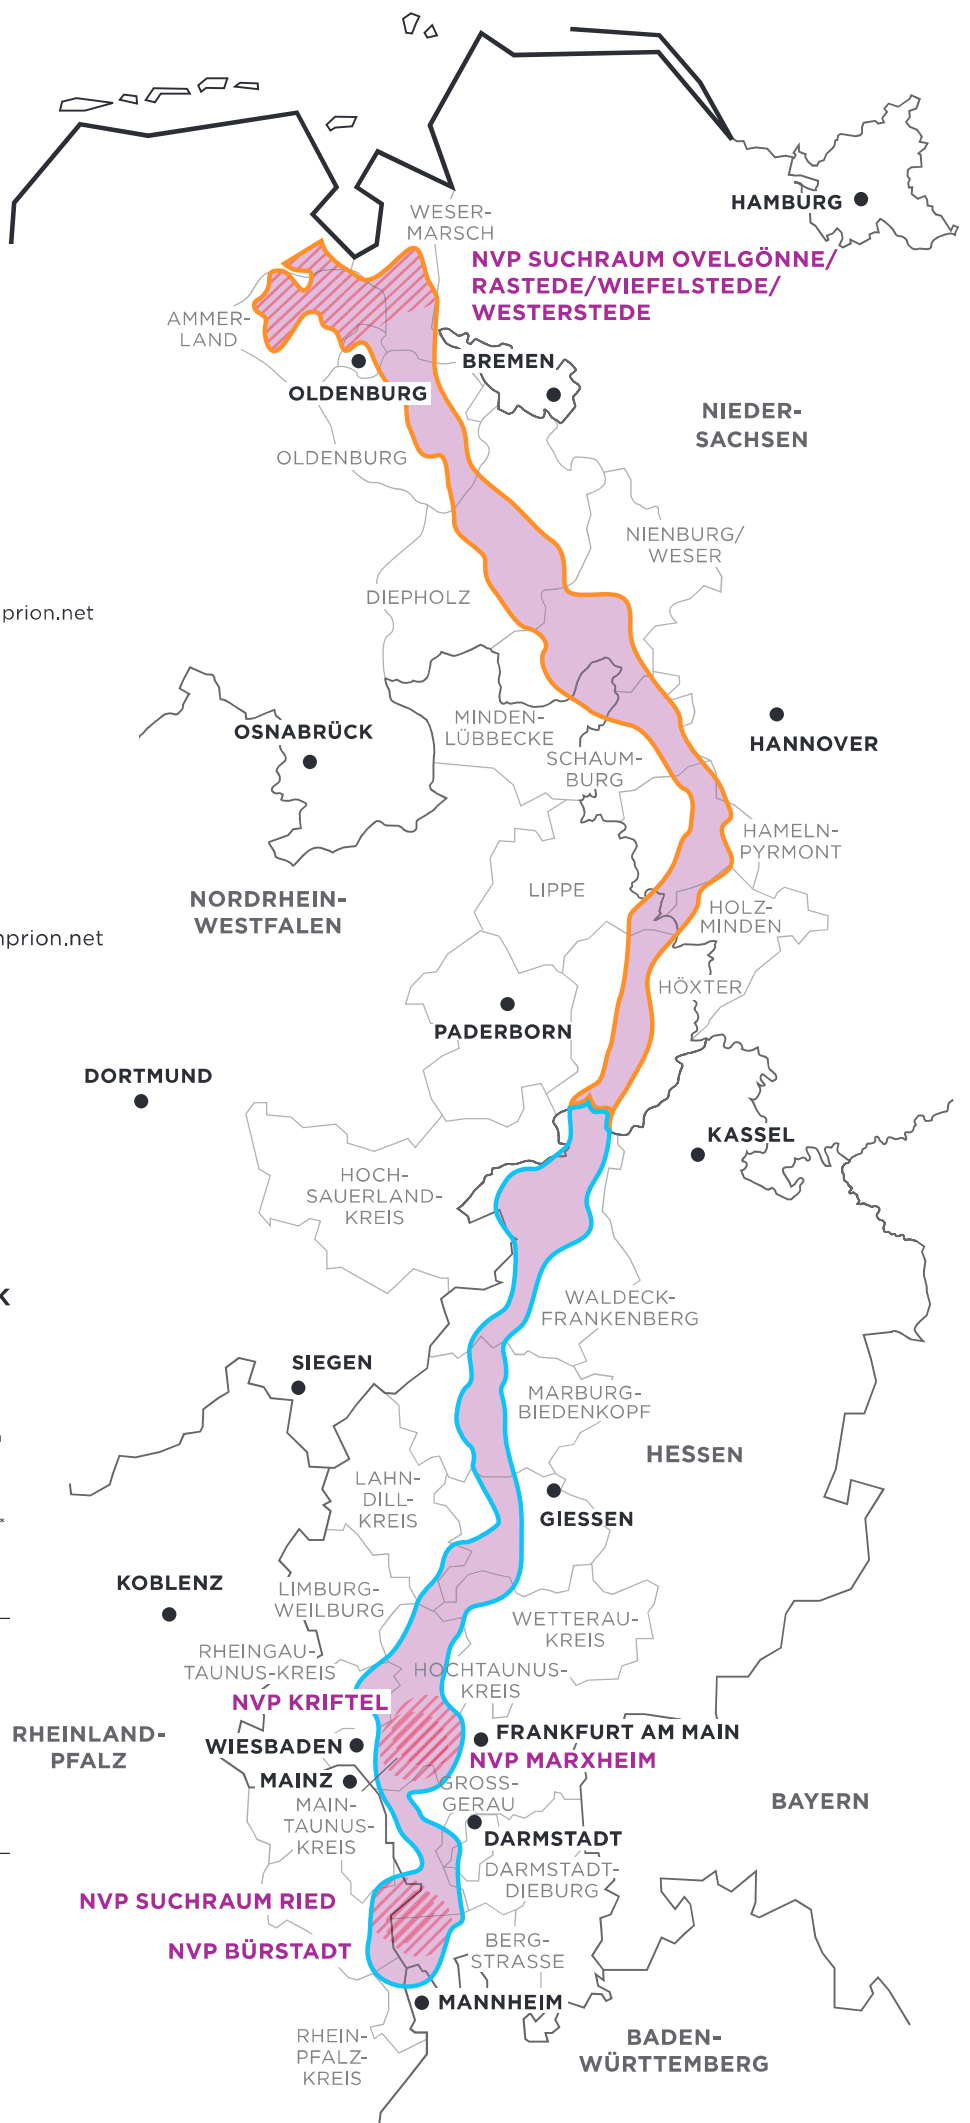 HAMBURG
WESER-
MARSCH
NVP SUCHRAUM OVELGÖNNE/
RASTEDE/WIEFELSTEDE/
WESTERSTEDE
AMMER-
LAND
BREMEN
OLDENBURG
NIEDER-
SACHSEN
OLDENBURG
NIENBURG/
WESER
DIEPHOLZ
prion.net
MINDEN-
LÜBBECKE
OSNABRÜCK
HANNOVER
SCHAUM-
BURG
HAMELN-
PYRMONT
LIPPE
NORDRHEIN-
WESTFALEN
HOLZ-
MINDEN
nprion.net
HÖXTER
PADERBORN
DORTMUND
KASSEL
HOCH-
SAUERLAND-
KREIS
K
WALDECK-
FRANKENBERG
SIEGEN
MARBURG-
BIEDENKOPF
HESSEN
LAHN-
DILL-
KREIS
*
GIESSEN
KOBLENZ
LIMBURG-
WEILBURG
WETTERAU-
KREIS
RHEINGAU-
TAUNUS-KREIS
HOCHTAUNUS-
KREIS
NVP KRIFTEL
RHEINLAND-
PFALZ
WIESBADEN
FRANKFURT AM MAIN
NVP MARXHEIM
MAINZ
GROSS-
GERAU
BAYERN
MAIN-
TAUNUS-
KREIS
DARMSTADT
DARMSTADT-
DIEBURG
NVP SUCHRAUM RIED
NVP BÜRSTADT
BERG-
STRASSE
MANNHEIM
RHEIN-
PFALZ-
KREIS
BADEN-
WÜRTTEMBERG